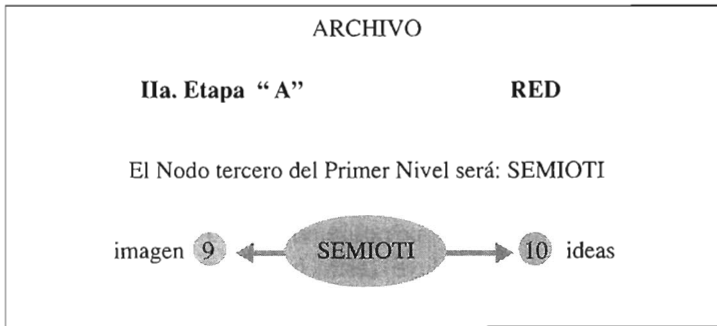 ARCHIVO
IIa. Etapa “ A” RED
El Nodo tercero del Primer Nivel será: SEMIOTI
imagen 9 SEMIOTI 10 ideas